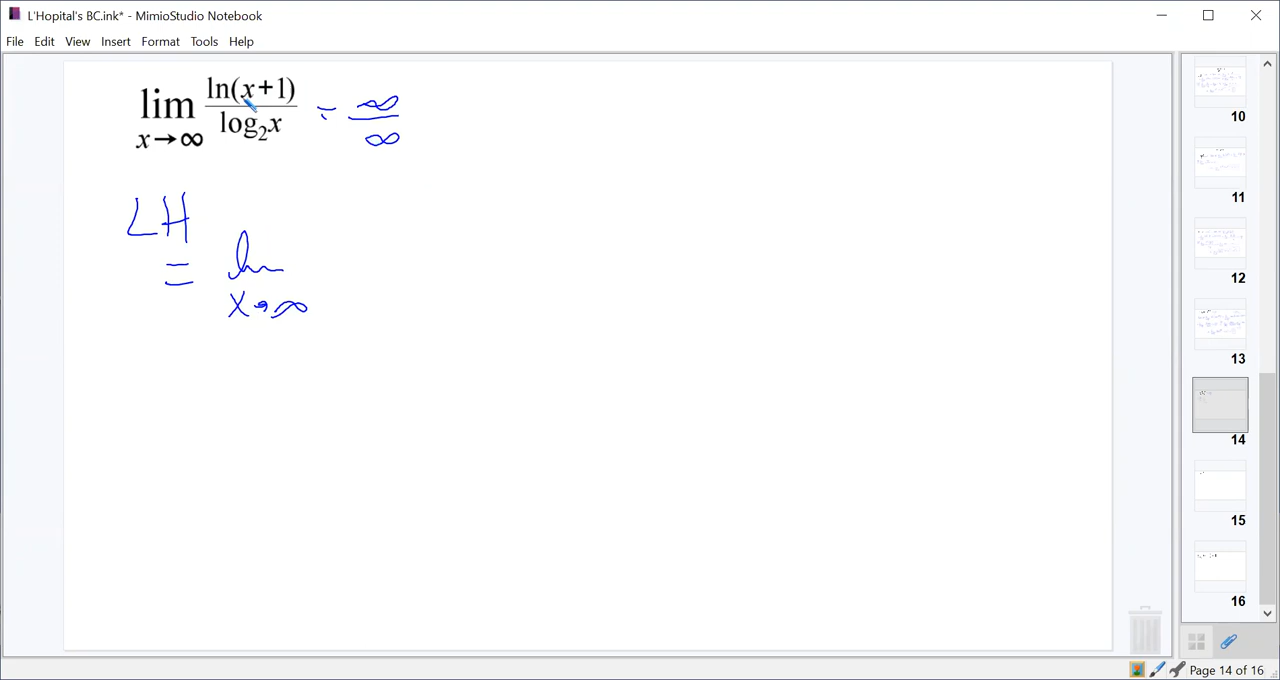 L'Hopital's BC.ink* - MimioStudio Notebook
File Edit View Insert Format Tools Help
lim x→∞ ln(x+1) / log₂x = ∞ / ∞
LH
= lim
x→∞
10
11
12
13
14
15
16
Page 14 of 16